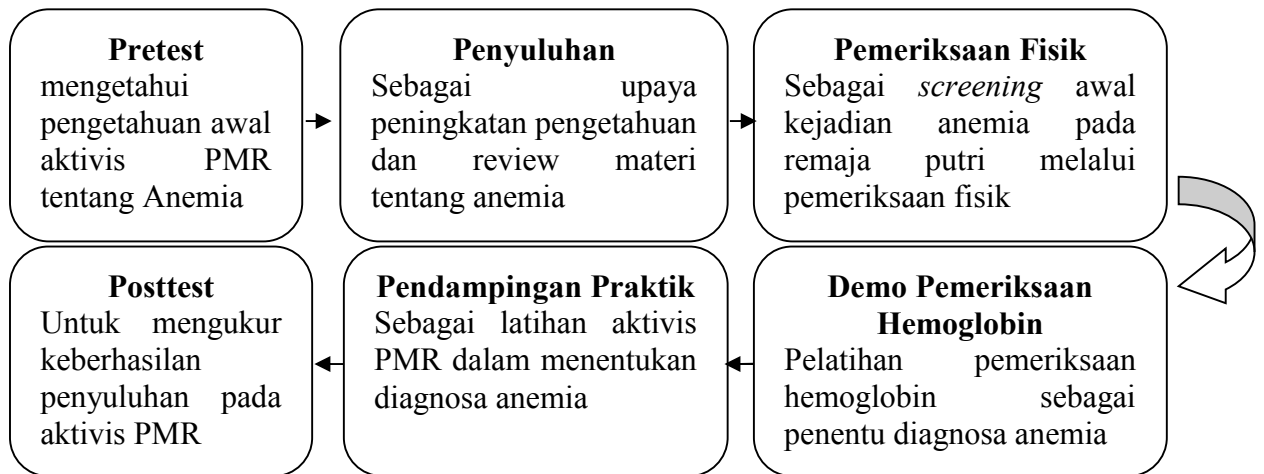 Pretest
mengetahui
pengetahuan awal
aktivis PMR
tentang Anemia
Penyuluhan
Sebagai upaya
peningkatan pengetahuan
dan review materi
tentang anemia
Pemeriksaan Fisik
Sebagai screening awal
kejadian anemia pada
remaja putri melalui
pemeriksaan fisik
Demo Pemeriksaan
Hemoglobin
Pelatihan pemeriksaan
hemoglobin sebagai
penentu diagnosa anemia
Pendampingan Praktik
Sebagai latihan aktivis
PMR dalam menentukan
diagnosa anemia
Posttest
Untuk mengukur
keberhasilan
penyuluhan pada
aktivis PMR